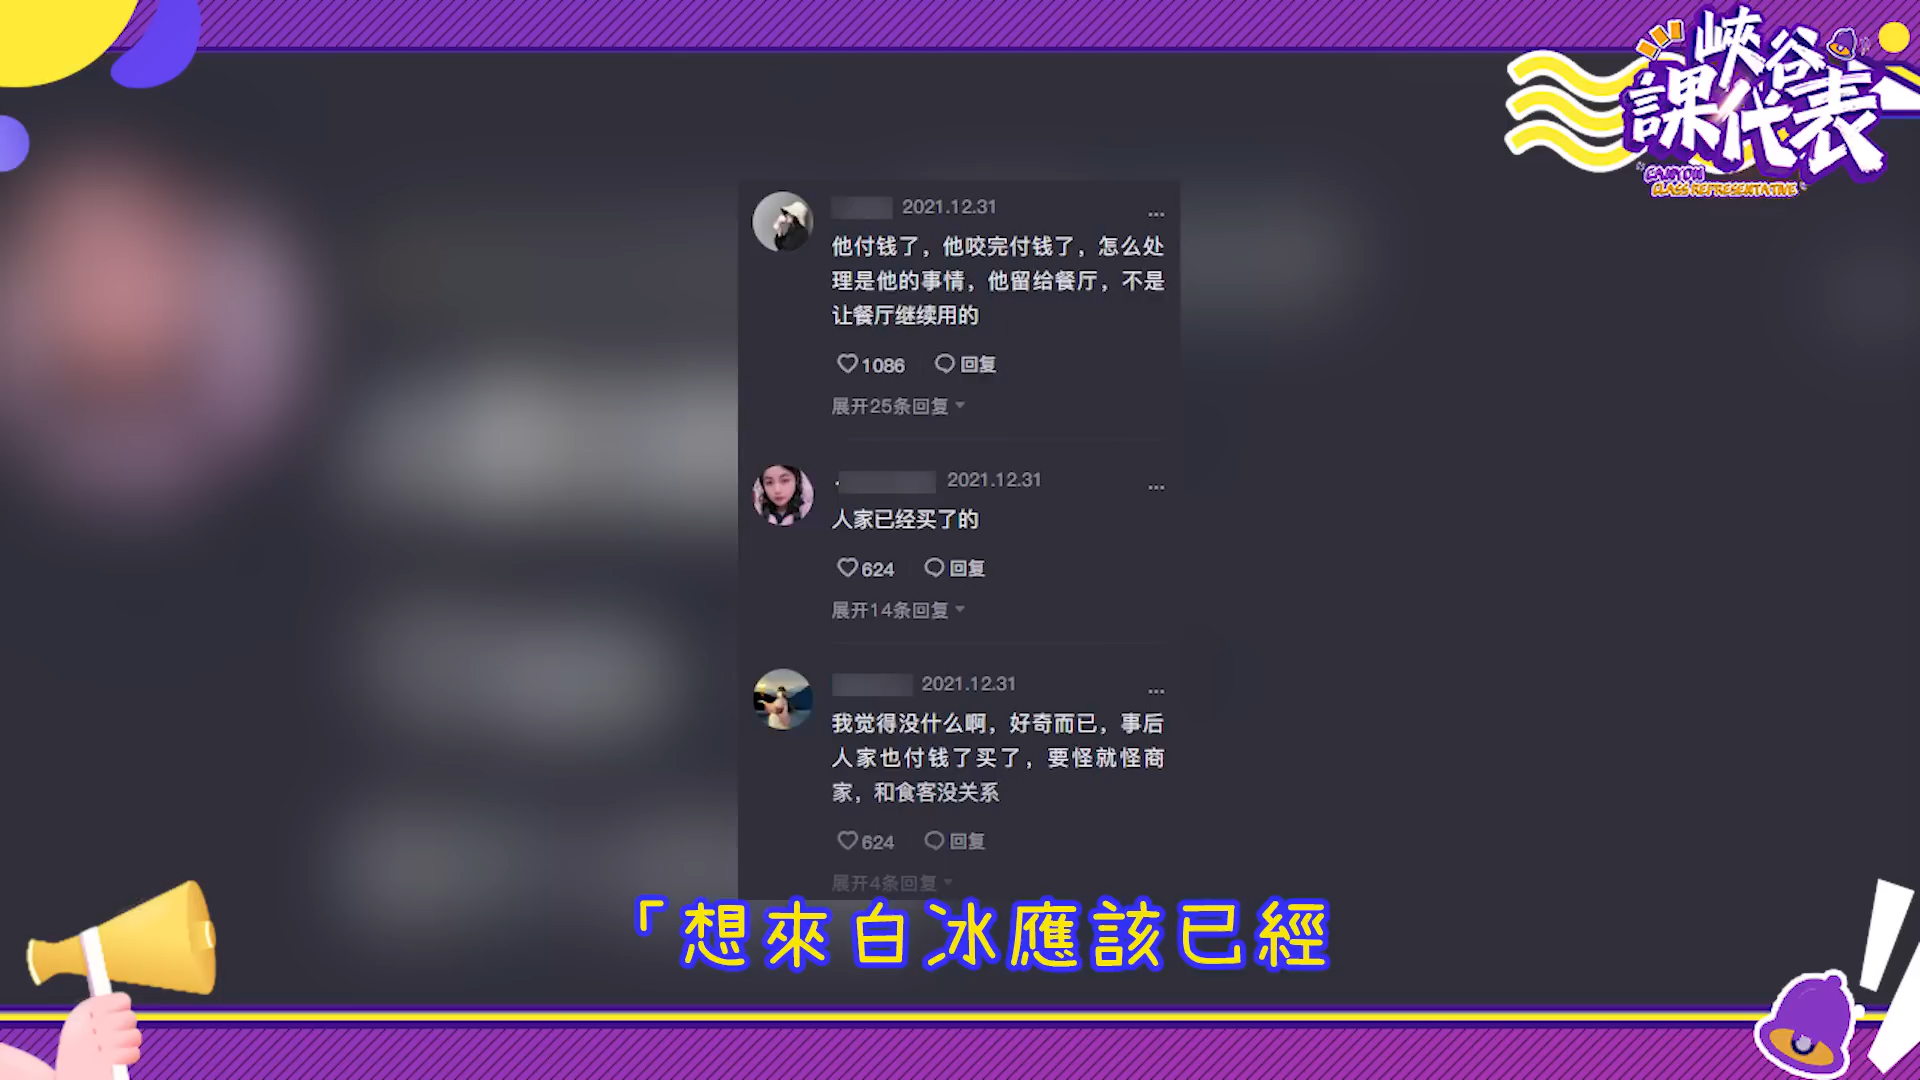 峽谷
課代表
CANYON
CLASS REPRESENTATIVE
2021.12.31
...
他付钱了，他咬完付钱了，怎么处
理是他的事情，他留给餐厅，不是
让餐厅继续用的
1086 回复
展开25条回复
2021.12.31
...
人家已经买了的
624 回复
展开14条回复
2021.12.31
...
我觉得没什么啊，好奇而已，事后
人家也付钱了买了，要怪就怪商
家，和食客没关系
624 回复
展开4条回复
「想來白冰應該已經